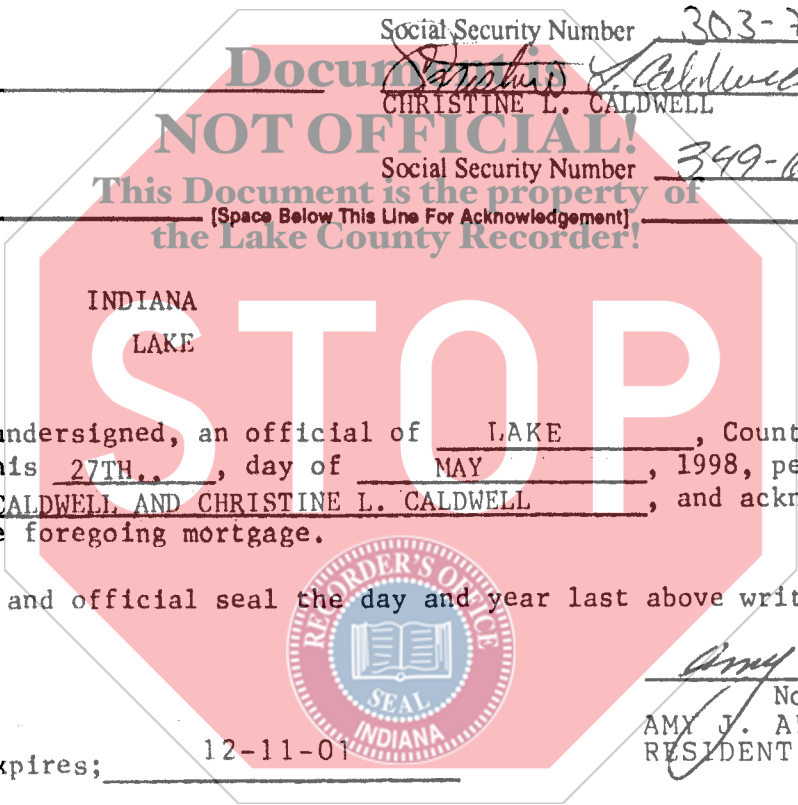 Social Security Number 303-7
Document is
CHRISTINE L. CALDWELL
NOT OFFICIAL!
Social Security Number 349-
This Document is the property of
[Space Below This Line For Acknowledgement]
the Lake County Recorder!
INDIANA
LAKE
STOP
undersigned, an official of LAKE , Count
his 27TH., , day of MAY , 1998, pe
CALDWELL AND CHRISTINE L. CALDWELL , and ackn
e foregoing mortgage.
RECORDER'S OFFICE
and official seal the day and year last above writ
SEAL
INDIANA
Amy
No
AMY J. A
RESIDENT
xpires; 12-11-01